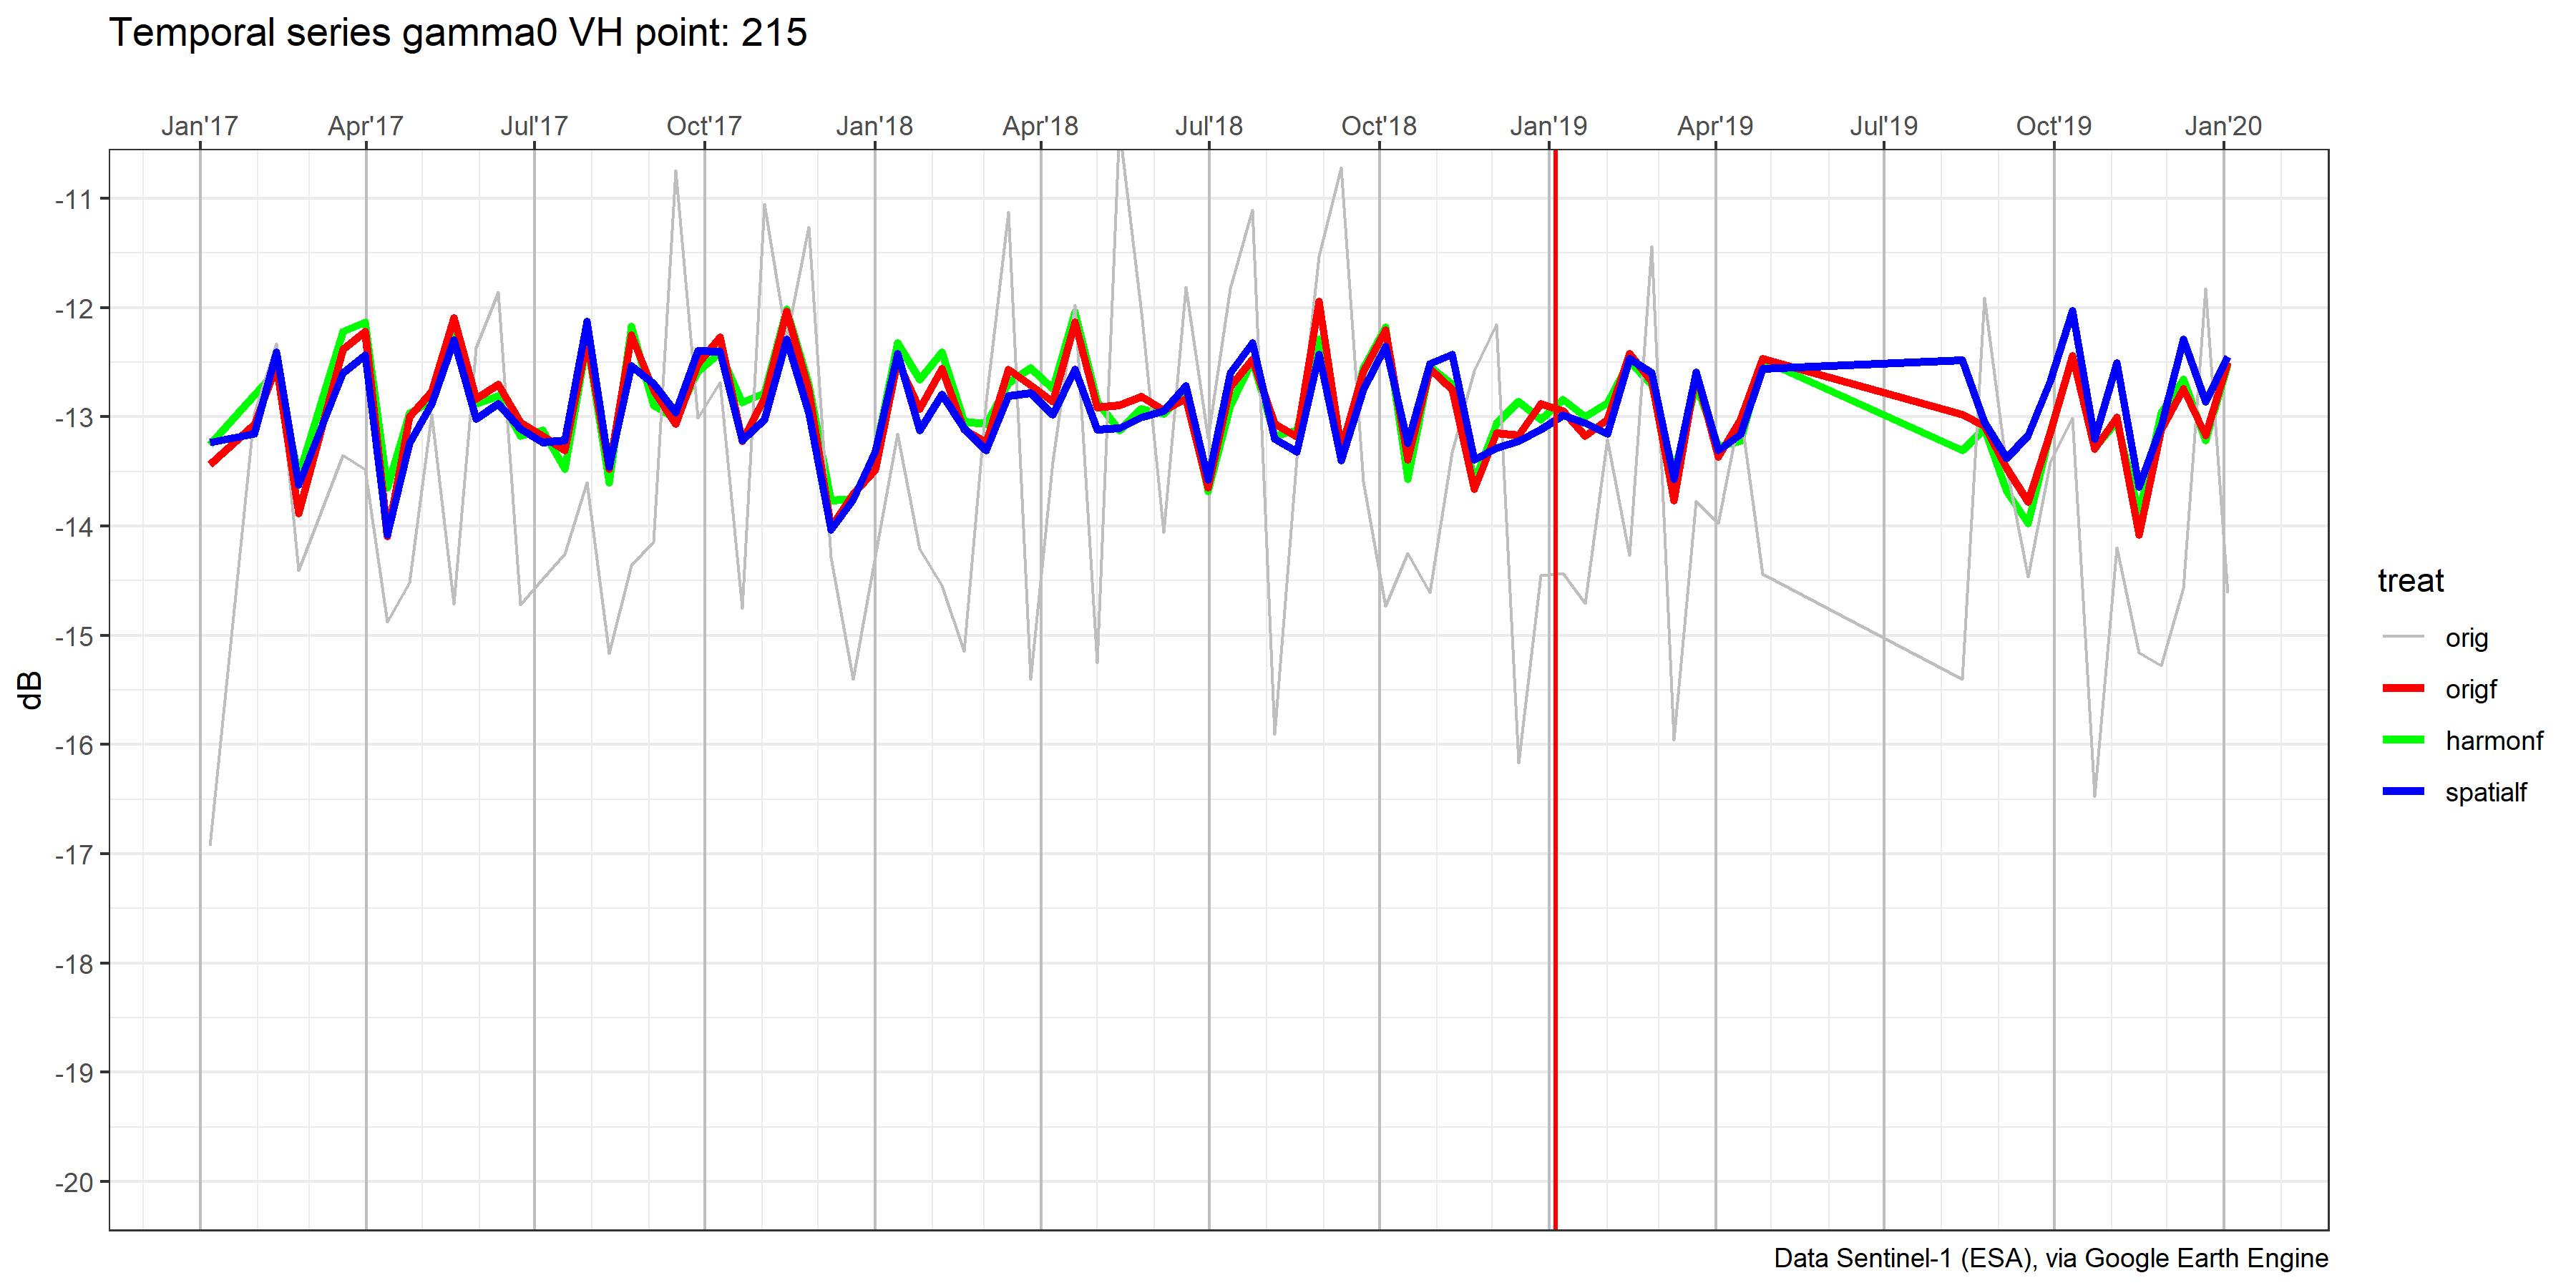 Temporal series gamma0 VH point: 215
Jan'17 Apr'17 Jul'17 Oct'17 Jan'18 Apr'18 Jul'18 Oct'18 Jan'19 Apr'19 Jul'19 Oct'19 Jan'20
-11
-12
-13
-14
-15
-16
-17
-18
-19
-20
dB
treat
orig
origf
harmonf
spatialf
Data Sentinel-1 (ESA), via Google Earth Engine